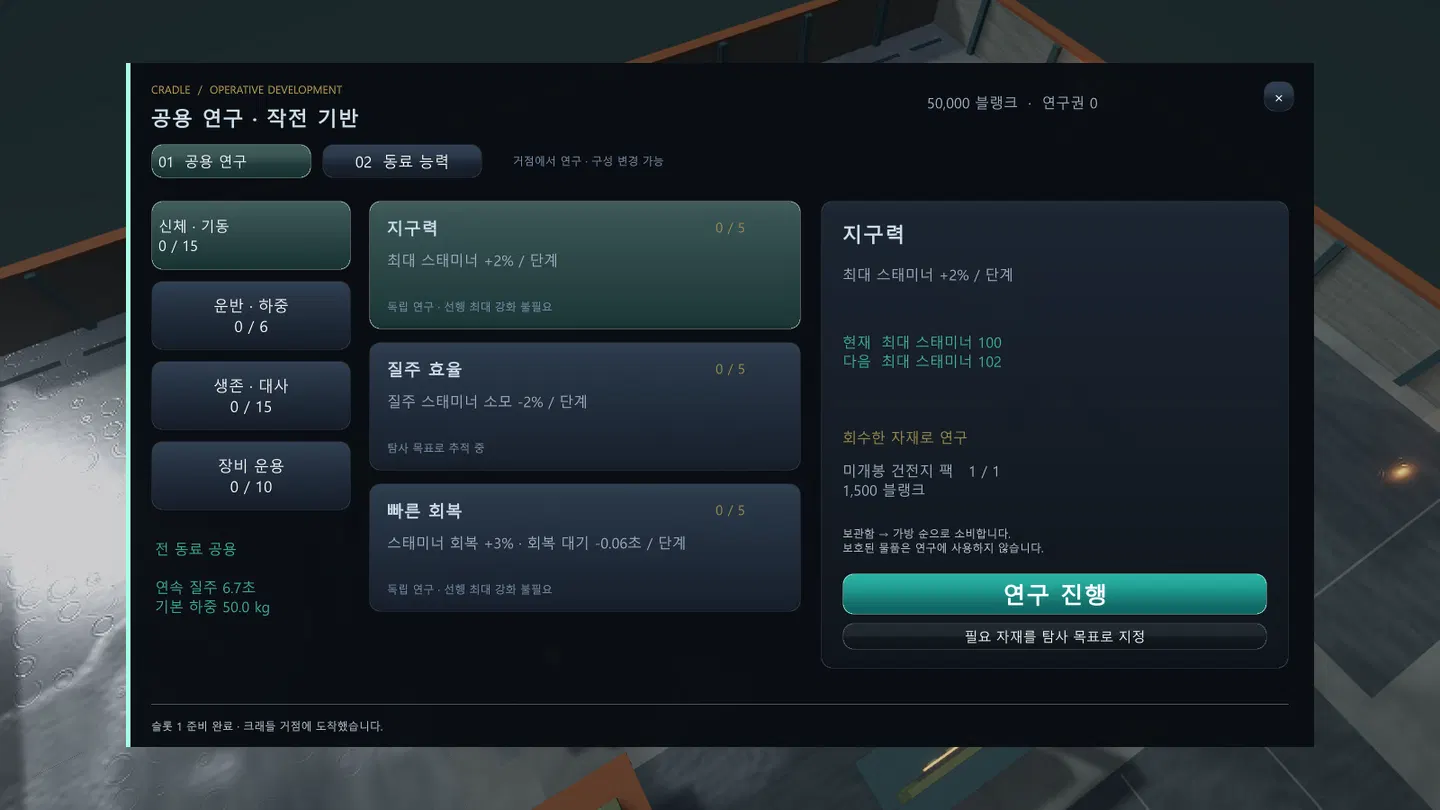 CRADLE / OPERATIVE DEVELOPMENT
공용 연구 · 작전 기반
50,000 블랭크 · 연구권 0
×
01 공용 연구
02 동료 능력
거점에서 연구 · 구성 변경 가능
신체 · 기동
0 / 15
운반 · 하중
0 / 6
생존 · 대사
0 / 15
장비 운용
0 / 10
전 동료 공용
연속 질주 6.7초
기본 하중 50.0 kg
지구력
0 / 5
최대 스태미너 +2% / 단계
독립 연구 · 선행 최대 강화 불필요
질주 효율
0 / 5
질주 스태미너 소모 -2% / 단계
탐사 목표로 추적 중
빠른 회복
0 / 5
스태미너 회복 +3% · 회복 대기 -0.06초 / 단계
독립 연구 · 선행 최대 강화 불필요
지구력
최대 스태미너 +2% / 단계
현재 최대 스태미너 100
다음 최대 스태미너 102
회수한 자재로 연구
미개봉 건전지 팩 1 / 1
1,500 블랭크
보관함 → 가방 순으로 소비합니다.
보호된 물품은 연구에 사용하지 않습니다.
연구 진행
필요 자재를 탐사 목표로 지정
슬롯 1 준비 완료 · 크래들 거점에 도착했습니다.